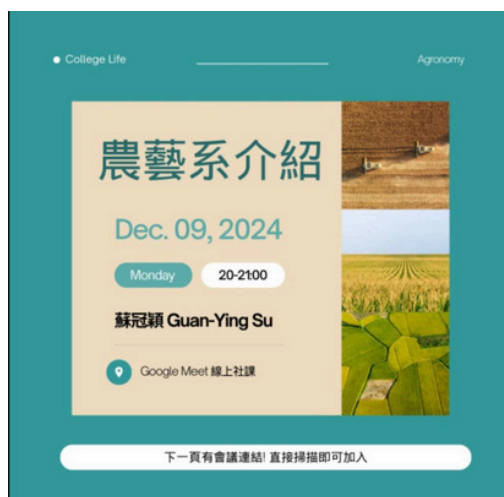 College Life
Agronomy
農藝系介紹
Dec. 09, 2024
Monday
20-21:00
蘇冠穎 Guan-Ying Su
Google Meet 線上社課
下一頁有會議連結! 直接掃描即可加入